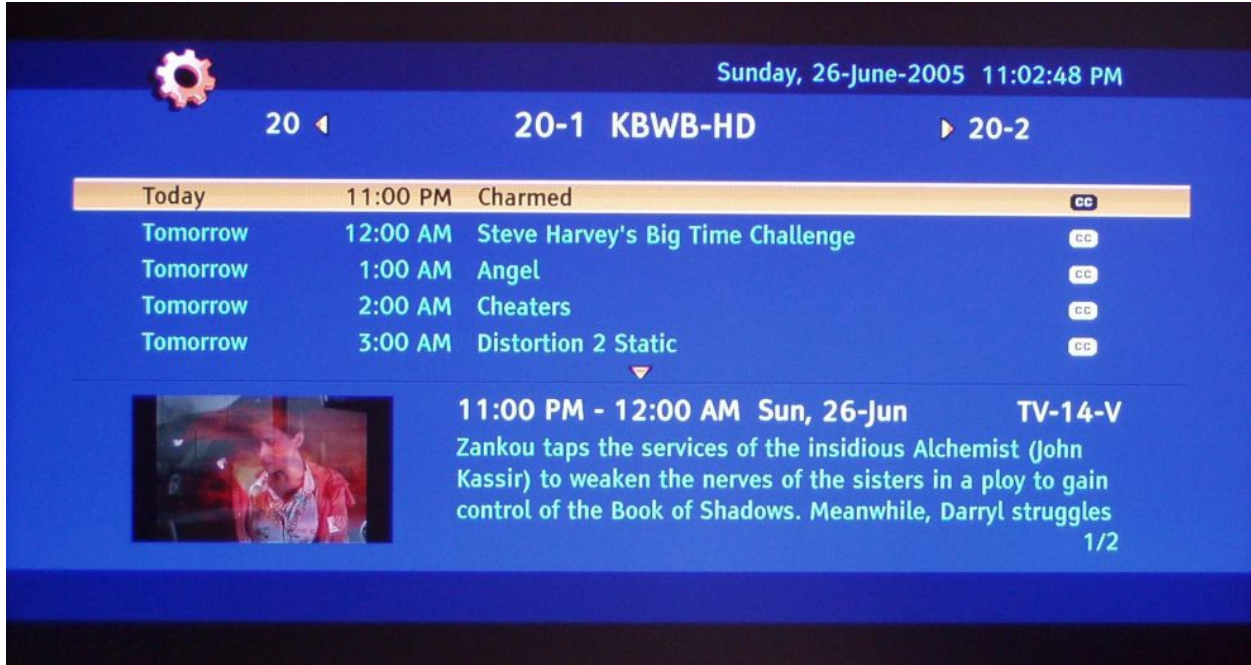 Sunday, 26-June-2005 11:02:48 PM
20 20-1 KBWB-HD 20-2
Today 11:00 PM Charmed CC
Tomorrow 12:00 AM Steve Harvey's Big Time Challenge CC
Tomorrow 1:00 AM Angel CC
Tomorrow 2:00 AM Cheaters CC
Tomorrow 3:00 AM Distortion 2 Static CC
11:00 PM - 12:00 AM Sun, 26-Jun TV-14-V
Zankou taps the services of the insidious Alchemist (John
Kassir) to weaken the nerves of the sisters in a ploy to gain
control of the Book of Shadows. Meanwhile, Darryl struggles
1/2